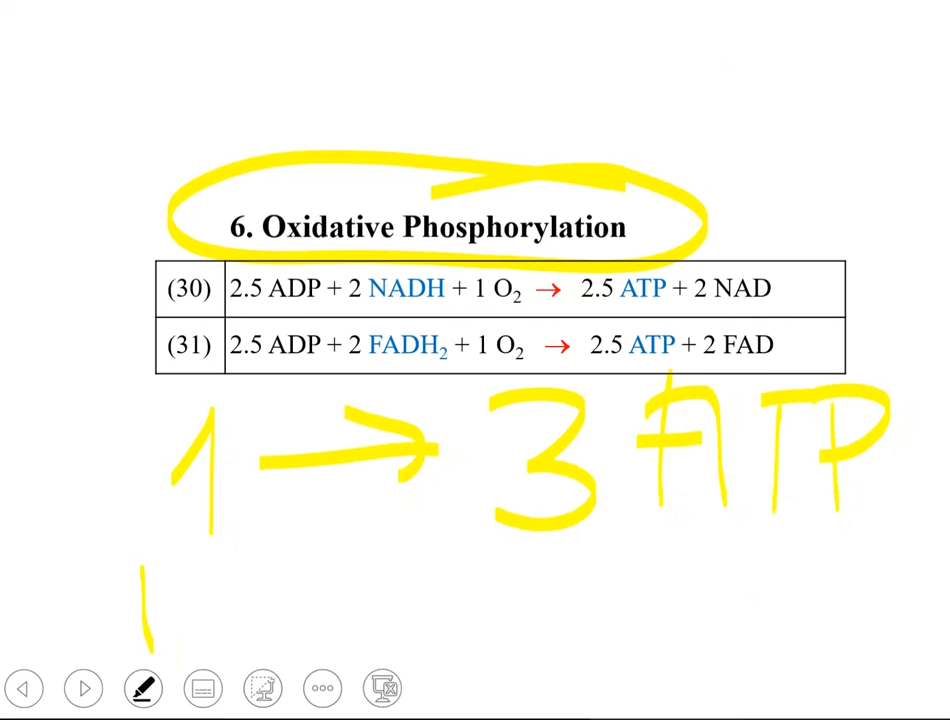 6. Oxidative Phosphorylation
(30) 2.5 ADP + 2 NADH + 1 O₂ → 2.5 ATP + 2 NAD
(31) 2.5 ADP + 2 FADH₂ + 1 O₂ → 2.5 ATP + 2 FAD
1 → 3 ATP